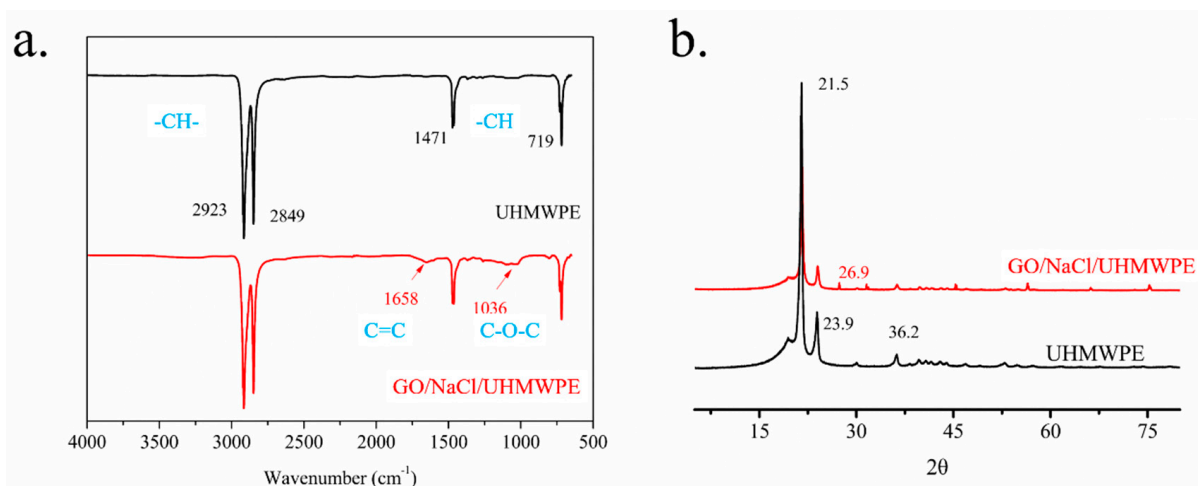 a.
-CH-
1471
-CH
719
2923
2849
UHMWPE
1658
1036
C=C
C-O-C
GO/NaCl/UHMWPE
4000
3500
3000
2500
2000
1500
1000
500
Wavenumber (cm⁻¹)
b.
21.5
26.9
GO/NaCl/UHMWPE
23.9
36.2
UHMWPE
15
30
45
60
75
2θ